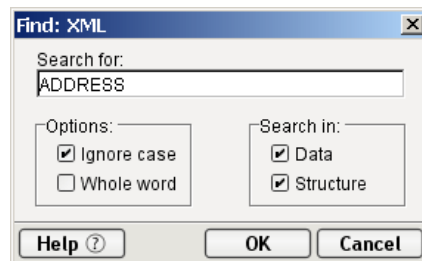 Find: XML
Search for:
ADDRESS
Options:
Ignore case
Whole word
Search in:
Data
Structure
Help ?
OK
Cancel